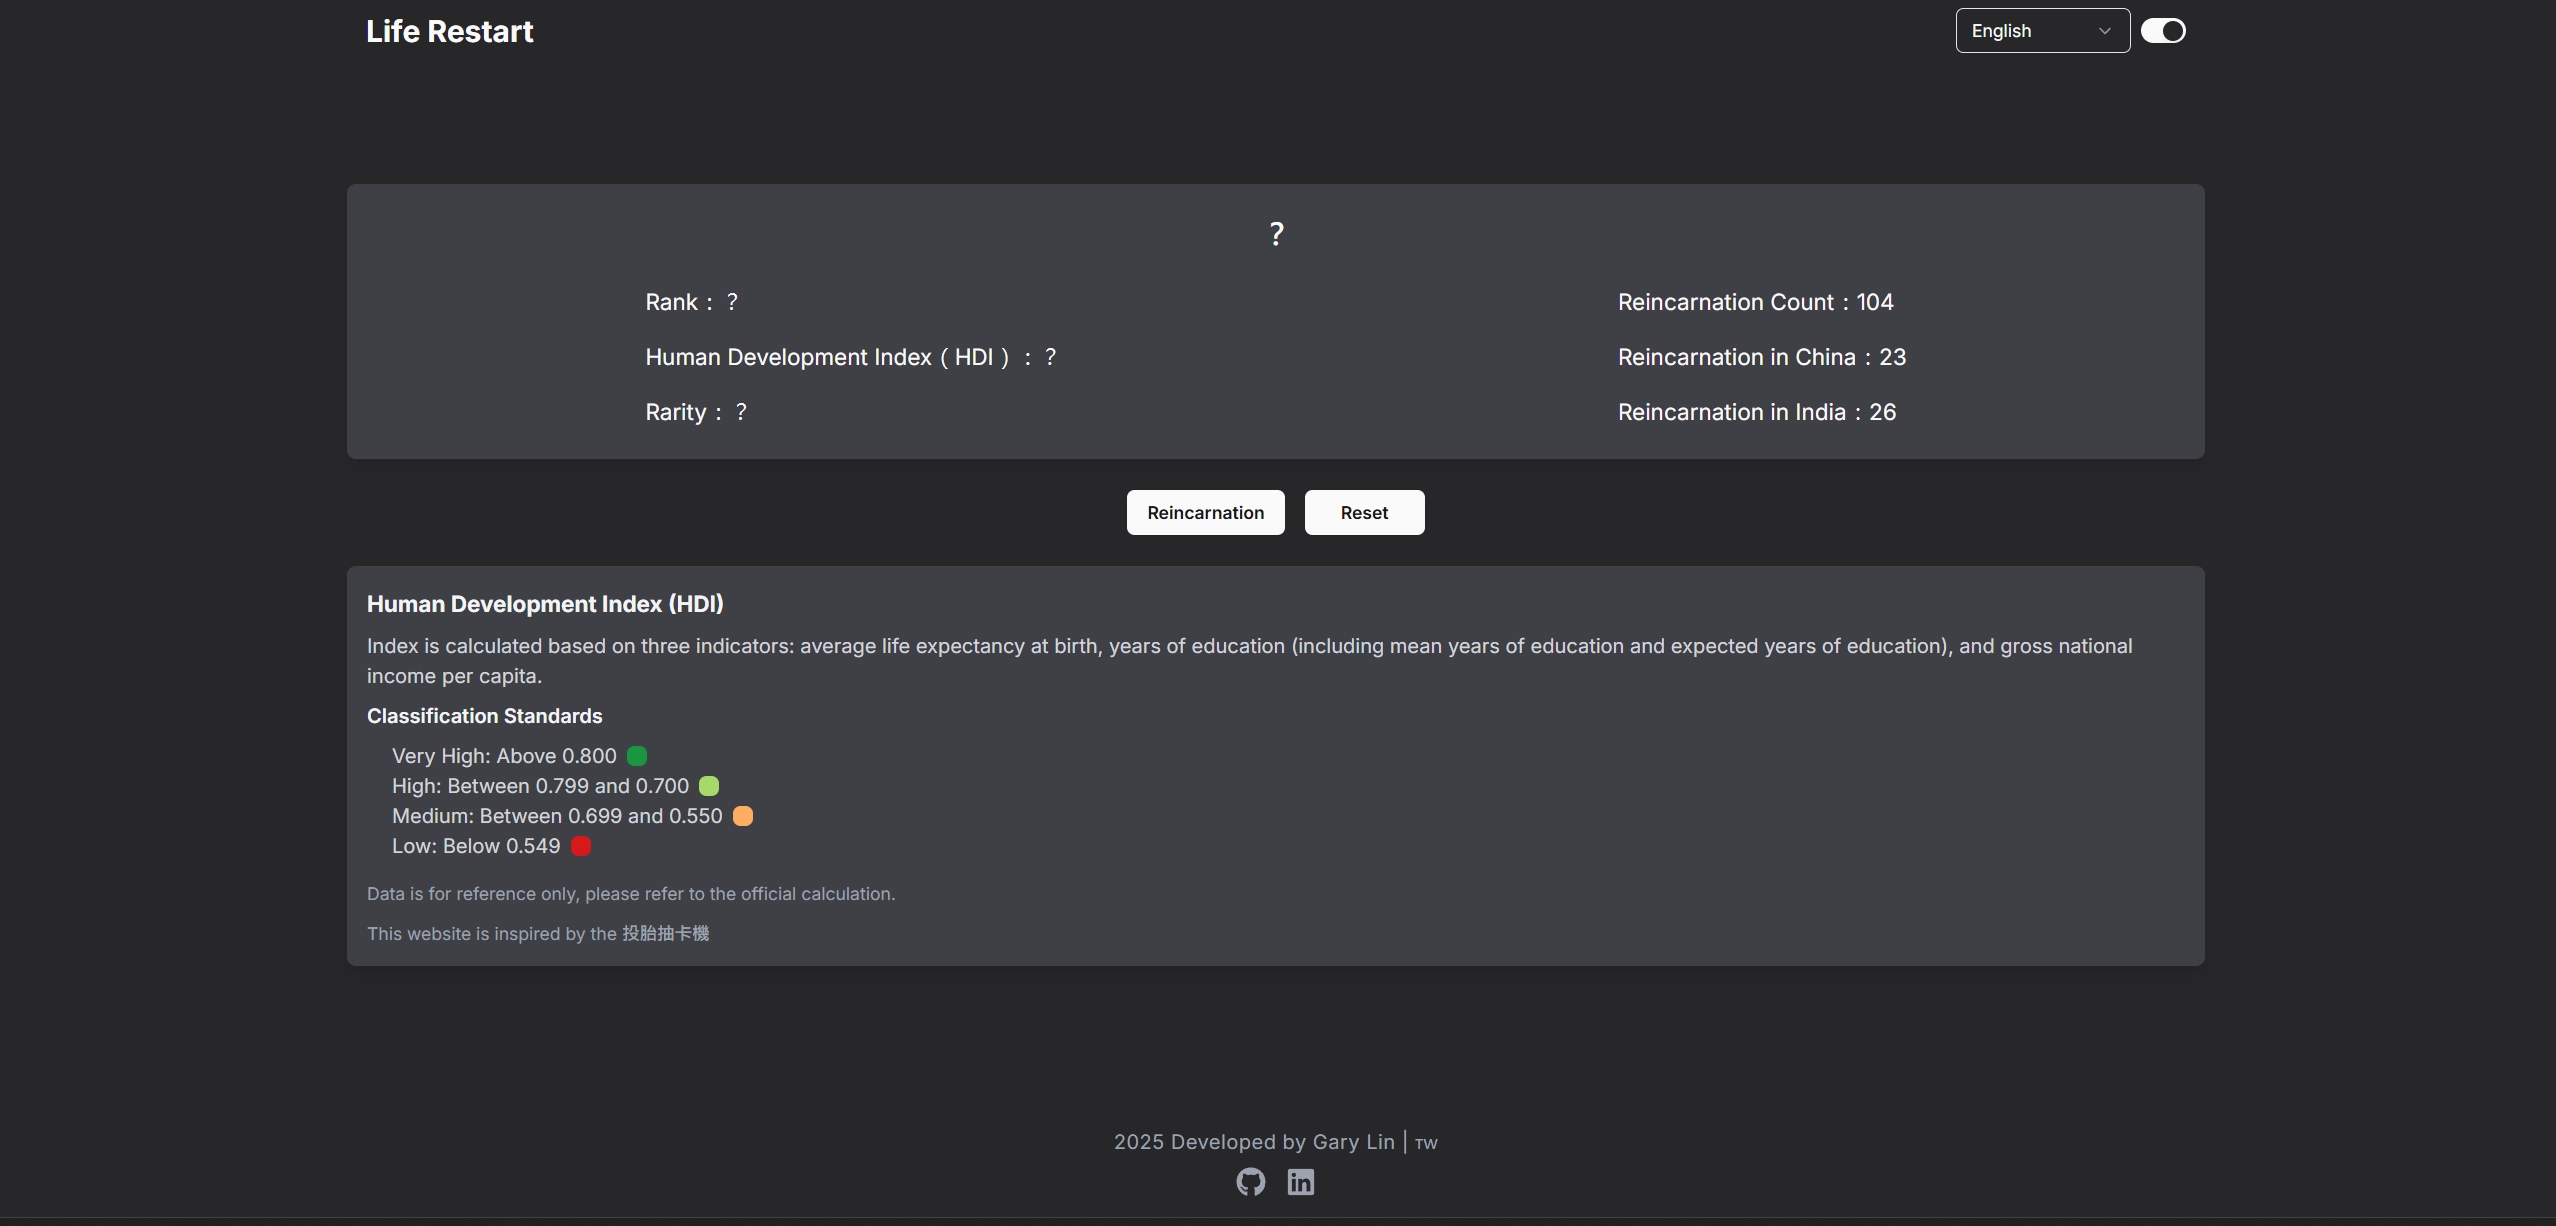 Life Restart
English
?
Rank： ?
Reincarnation Count：104
Human Development Index（HDI）： ?
Reincarnation in China：23
Rarity： ?
Reincarnation in India：26
Reincarnation
Reset
Human Development Index (HDI)
Index is calculated based on three indicators: average life expectancy at birth, years of education (including mean years of education and expected years of education), and gross national
income per capita.
Classification Standards
Very High: Above 0.800
High: Between 0.799 and 0.700
Medium: Between 0.699 and 0.550
Low: Below 0.549
Data is for reference only, please refer to the official calculation.
This website is inspired by the 投胎抽卡機
2025 Developed by Gary Lin | TW
in